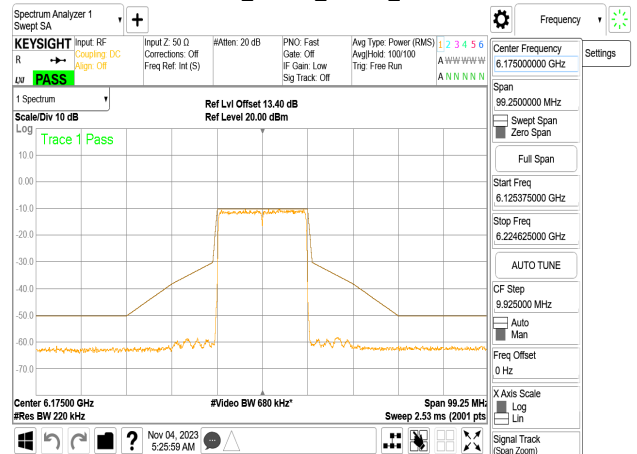 Spectrum Analyzer 1
Swept SA
Frequency
KEYSIGHT Input: RF Input Z: 50 Ω #Atten: 20 dB PNO: Fast Avg Type: Power (RMS) 1 2 3 4 5 6
R Coupling: DC Corrections: Off Gate: Off Avg|Hold: 100/100 A W W W W W
Align: Off Freq Ref: Int (S) IF Gain: Low Trig: Free Run
LXI PASS Sig Track: Off A N N N N N
1 Spectrum
Scale/Div 10 dB
Ref Lvl Offset 13.40 dB
Ref Level 20.00 dBm
Log
Trace 1 Pass
10.0
0.00
-10.0
-20.0
-30.0
-40.0
-50.0
-60.0
-70.0
Center 6.17500 GHz #Video BW 680 kHz* Span 99.25 MHz
#Res BW 220 kHz Sweep 2.53 ms (2001 pts
Nov 04, 2023
5:25:59 AM
Center Frequency
6.175000000 GHz
Settings
Span
99.2500000 MHz
Swept Span
Zero Span
Full Span
Start Freq
6.125375000 GHz
Stop Freq
6.224625000 GHz
AUTO TUNE
CF Step
9.925000 MHz
Auto
Man
Freq Offset
0 Hz
X Axis Scale
Log
Lin
Signal Track
(Span Zoom)